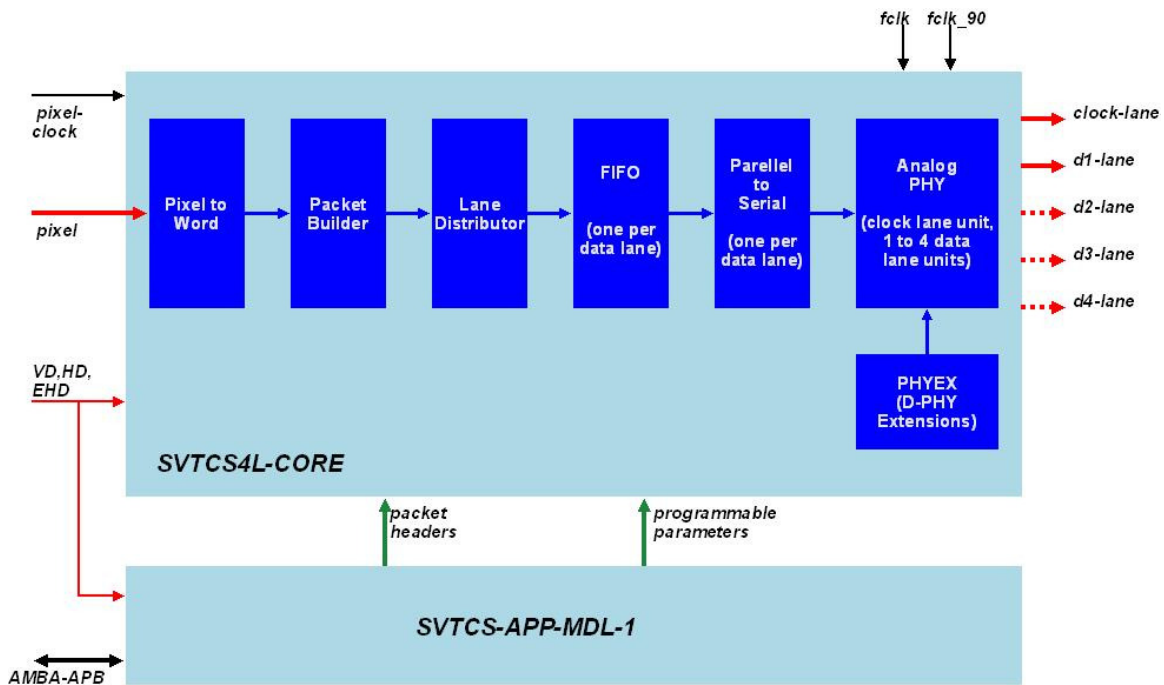 fclk fclk_90
pixel-
clock
clock-lane
d1-lane
d2-lane
d3-lane
d4-lane
pixel
Pixel to
Word
Packet
Builder
Lane
Distributor
FIFO
(one per
data lane)
Parellel
to
Serial
(one per
data lane)
Analog
PHY
(clock lane unit,
1 to 4 data
lane units)
PHYEX
(D-PHY
Extensions)
VD,HD,
EHD
SVTCS4L-CORE
packet
headers
programmable
parameters
SVTCS-APP-MDL-1
AMBA-APB